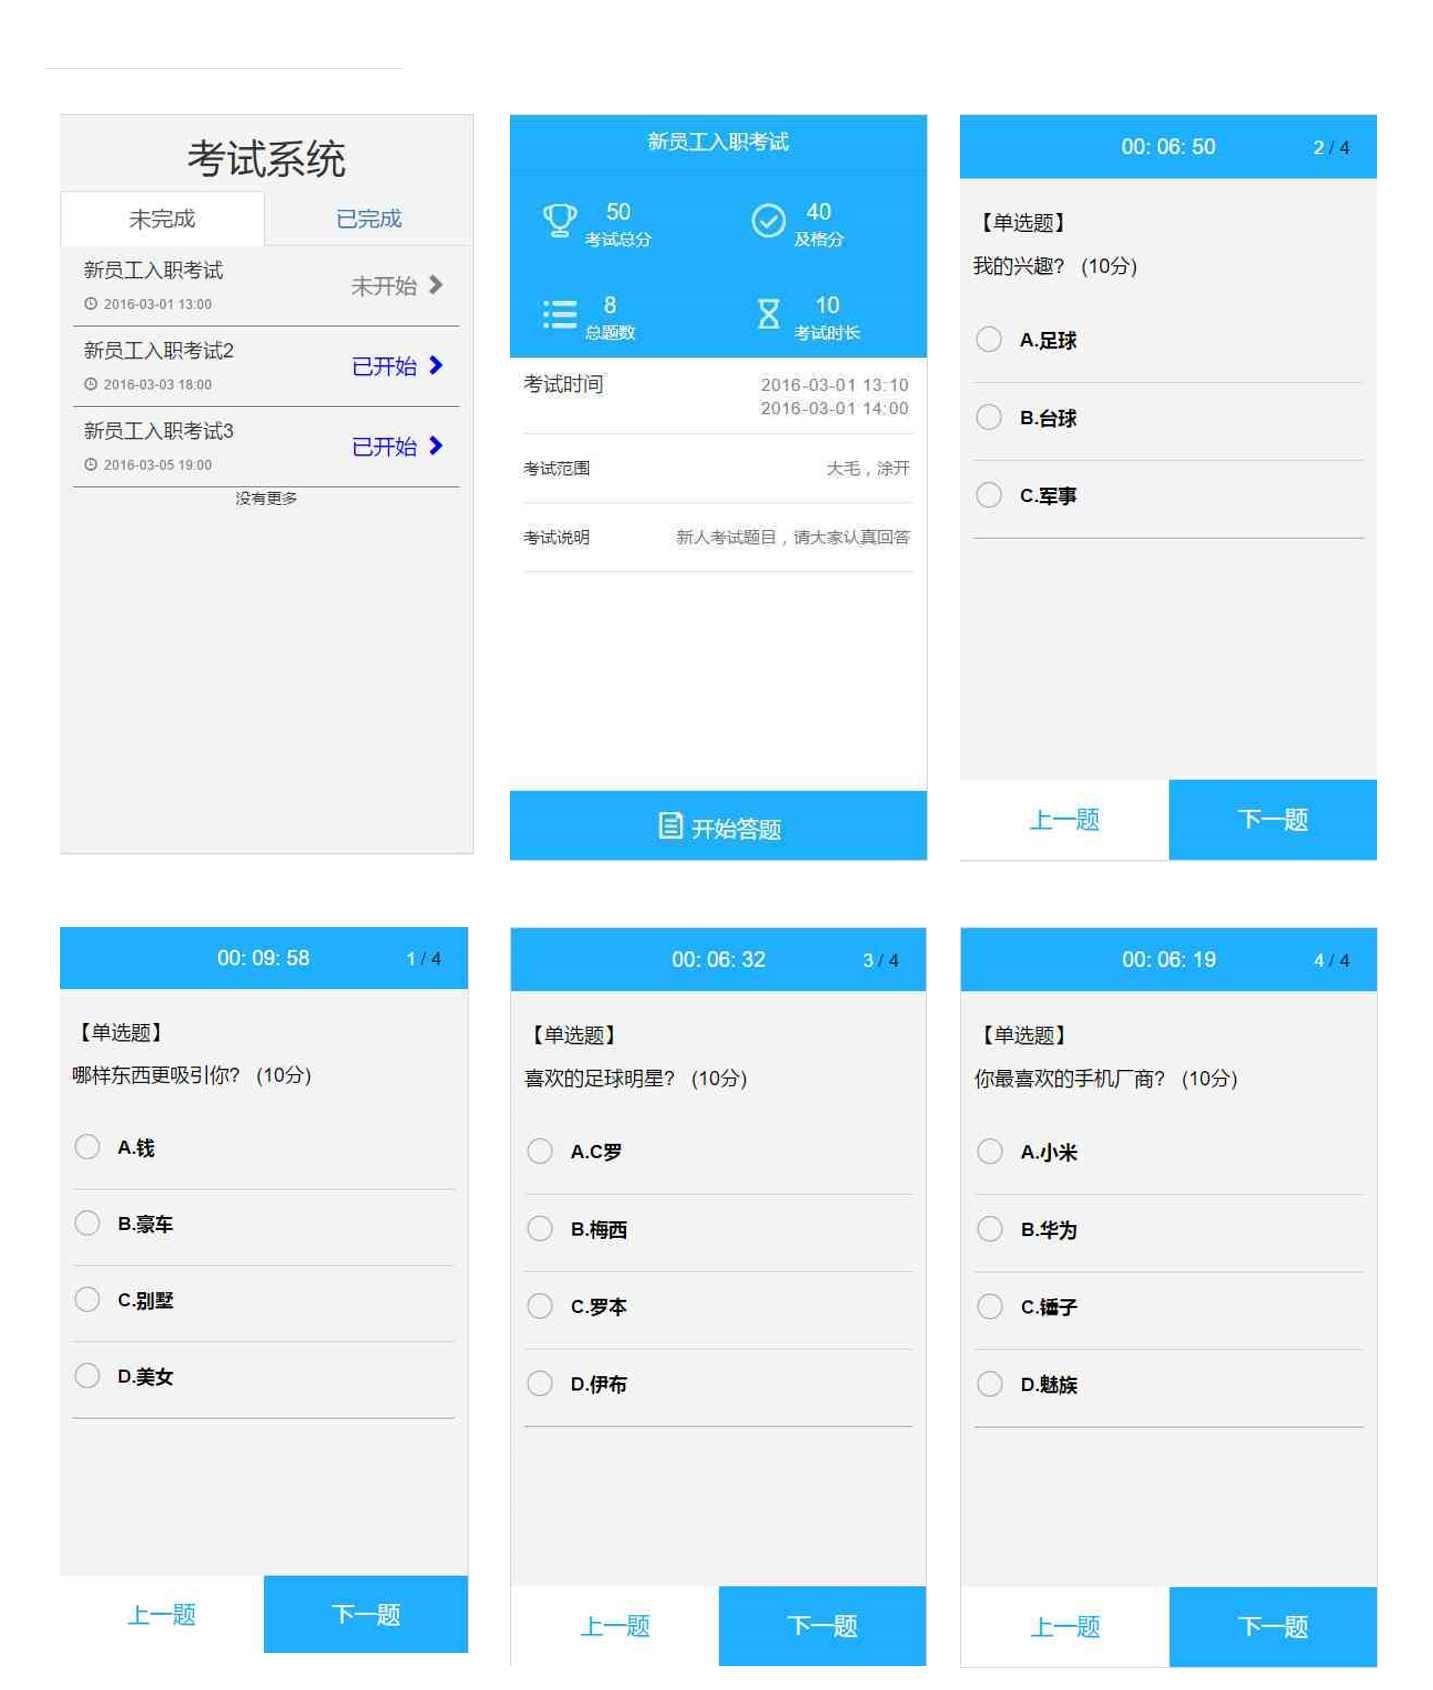 考试系统
未完成 已完成
新员工入职考试
2016-03-01 13:00
未开始
新员工入职考试2
2016-03-03 18:00
已开始
新员工入职考试3
2016-03-05 19:00
已开始
没有更多
新员工入职考试
50 考试总分
40 及格分
8 总题数
10 考试时长
考试时间 2016-03-01 13:10
2016-03-01 14:00
考试范围 大毛，涂开
考试说明 新人考试题目，请大家认真回答
开始答题
00: 06: 50 2 / 4
【单选题】
我的兴趣? (10分)
A.足球
B.台球
C.军事
上一题 下一题
00: 09: 58 1 / 4
【单选题】
哪样东西更吸引你? (10分)
A.钱
B.豪车
C.别墅
D.美女
上一题 下一题
00: 06: 32 3 / 4
【单选题】
喜欢的足球明星? (10分)
A.C罗
B.梅西
C.罗本
D.伊布
上一题 下一题
00: 06: 19 4 / 4
【单选题】
你最喜欢的手机厂商? (10分)
A.小米
B.华为
C.锤子
D.魅族
上一题 下一题